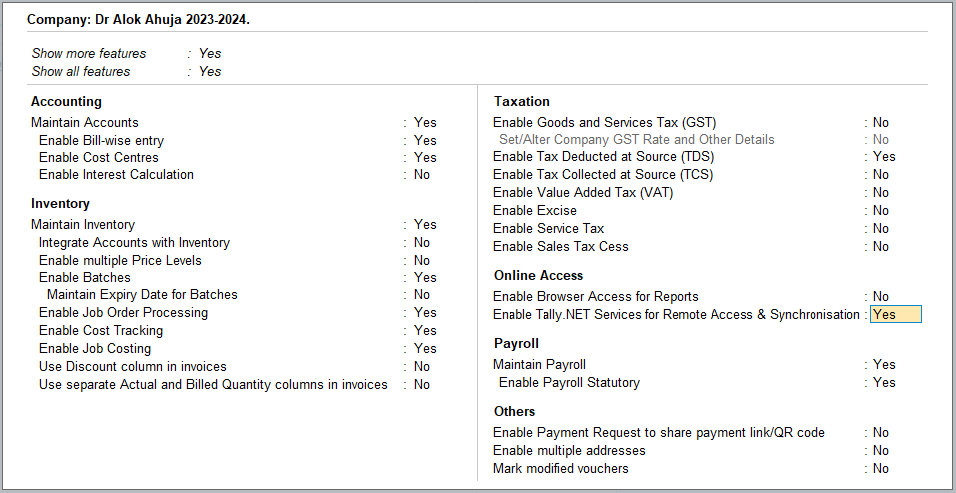 Company: Dr Alok Ahuja 2023-2024.
Show more features : Yes
Show all features : Yes
Accounting
Maintain Accounts : Yes
Enable Bill-wise entry : Yes
Enable Cost Centres : Yes
Enable Interest Calculation : No
Inventory
Maintain Inventory : Yes
Integrate Accounts with Inventory : No
Enable multiple Price Levels : No
Enable Batches : Yes
Maintain Expiry Date for Batches : No
Enable Job Order Processing : Yes
Enable Cost Tracking : Yes
Enable Job Costing : Yes
Use Discount column in invoices : No
Use separate Actual and Billed Quantity columns in invoices : No
Taxation
Enable Goods and Services Tax (GST) : No
Set/Alter Company GST Rate and Other Details : No
Enable Tax Deducted at Source (TDS) : Yes
Enable Tax Collected at Source (TCS) : No
Enable Value Added Tax (VAT) : No
Enable Excise : No
Enable Service Tax : No
Enable Sales Tax Cess : No
Online Access
Enable Browser Access for Reports : No
Enable Tally.NET Services for Remote Access & Synchronisation : Yes
Payroll
Maintain Payroll : Yes
Enable Payroll Statutory : Yes
Others
Enable Payment Request to share payment link/QR code : No
Enable multiple addresses : No
Mark modified vouchers : No